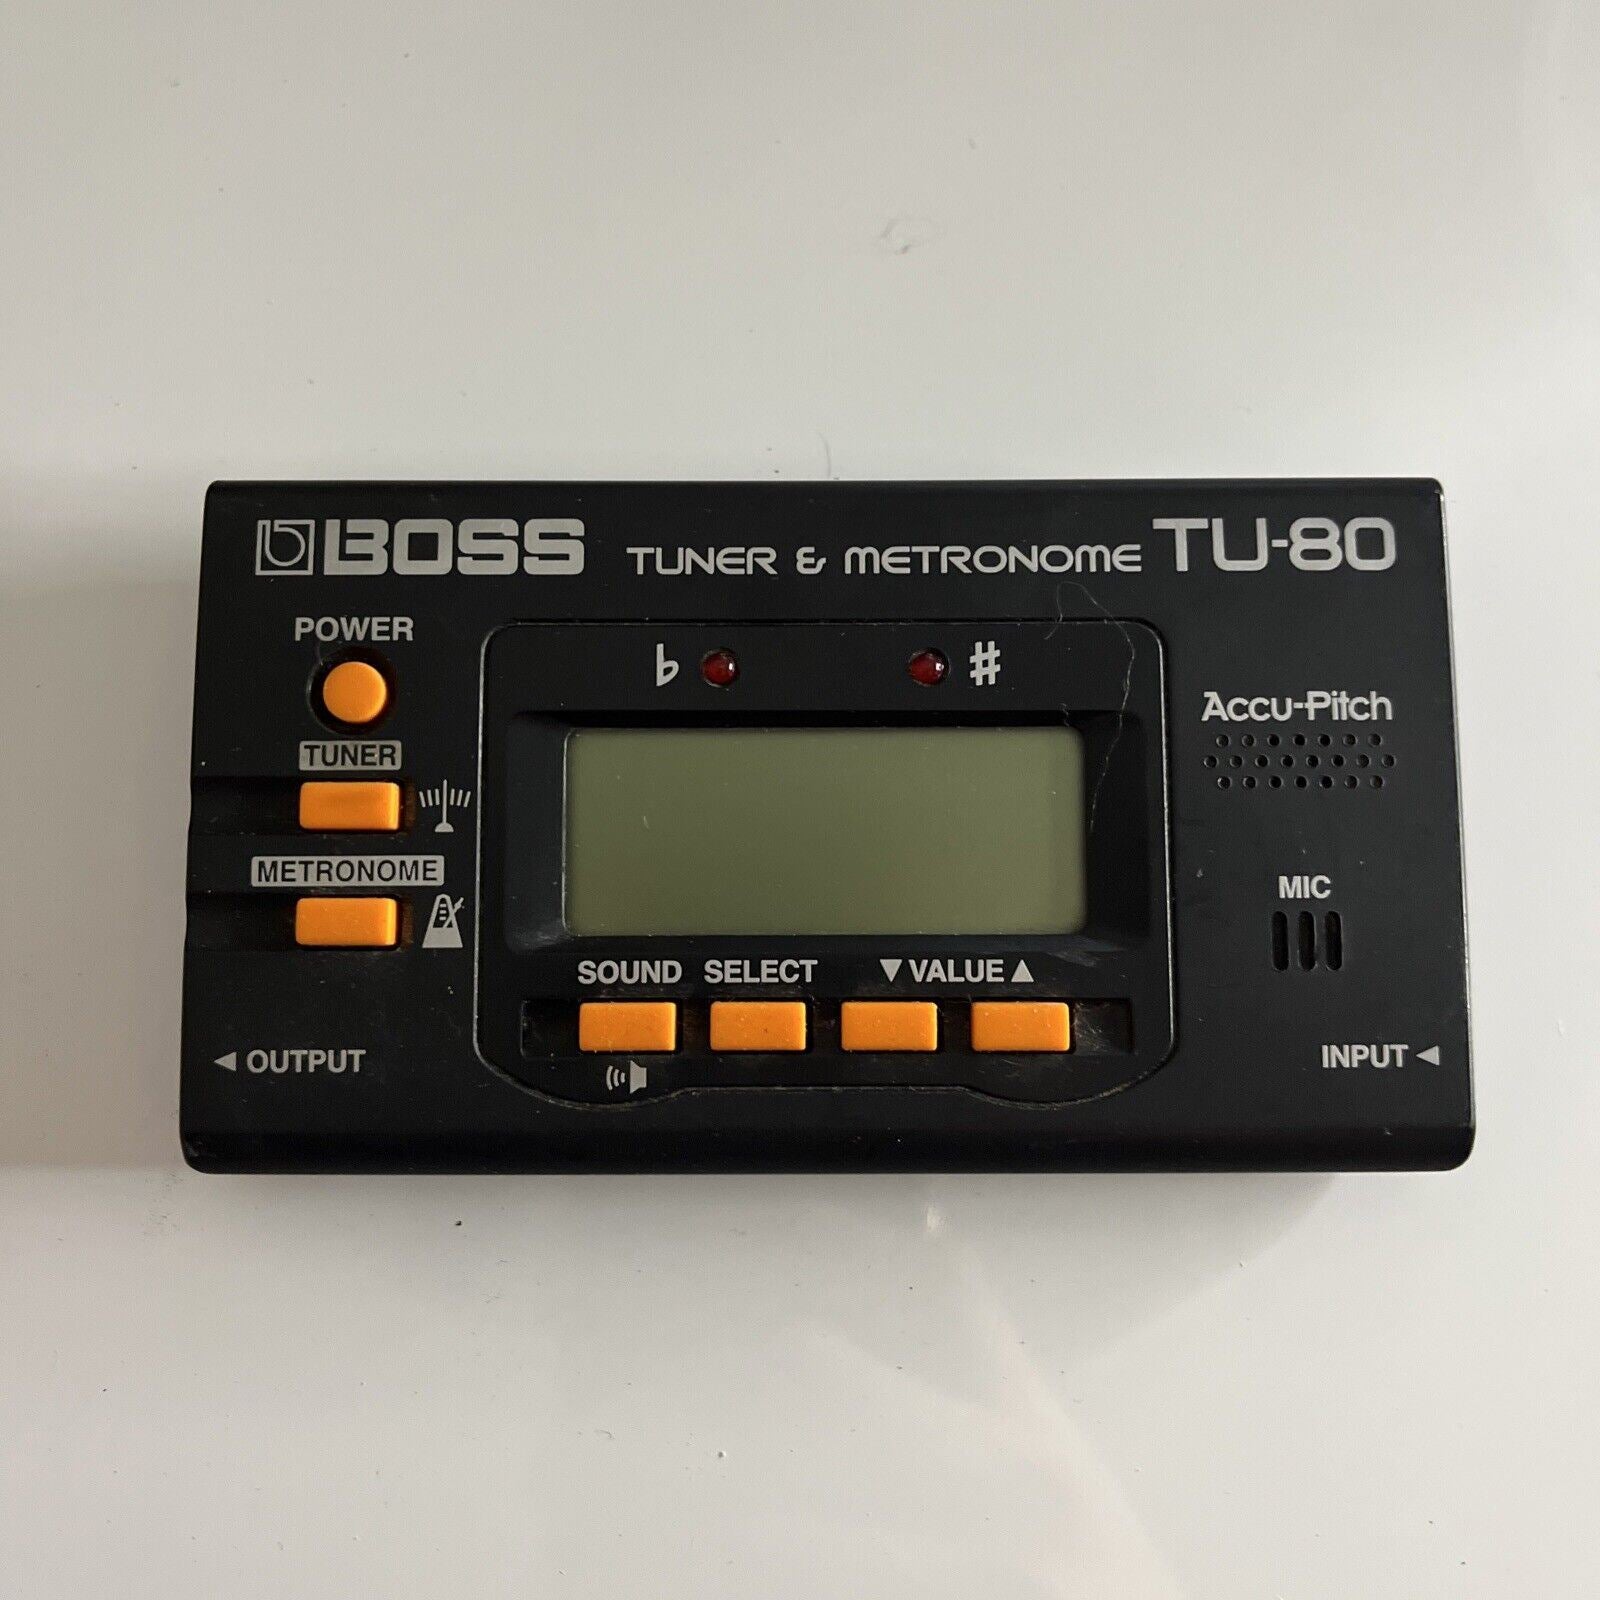 BOSS TUNER & METRONOME TU-80
POWER
♭ ♯
Accu-Pitch
TUNER
METRONOME
MIC
SOUND SELECT ▼ VALUE ▲
◀ OUTPUT
INPUT ◀